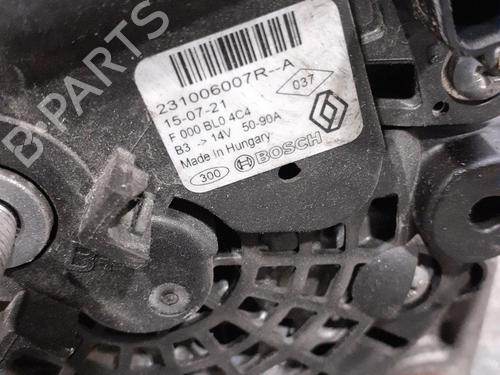 B-PARTS
231006007R--A
15-07-21
037
F 000 BL0 4C4
B3 -> 14V 50-90A
Made in Hungary
BOSCH
300